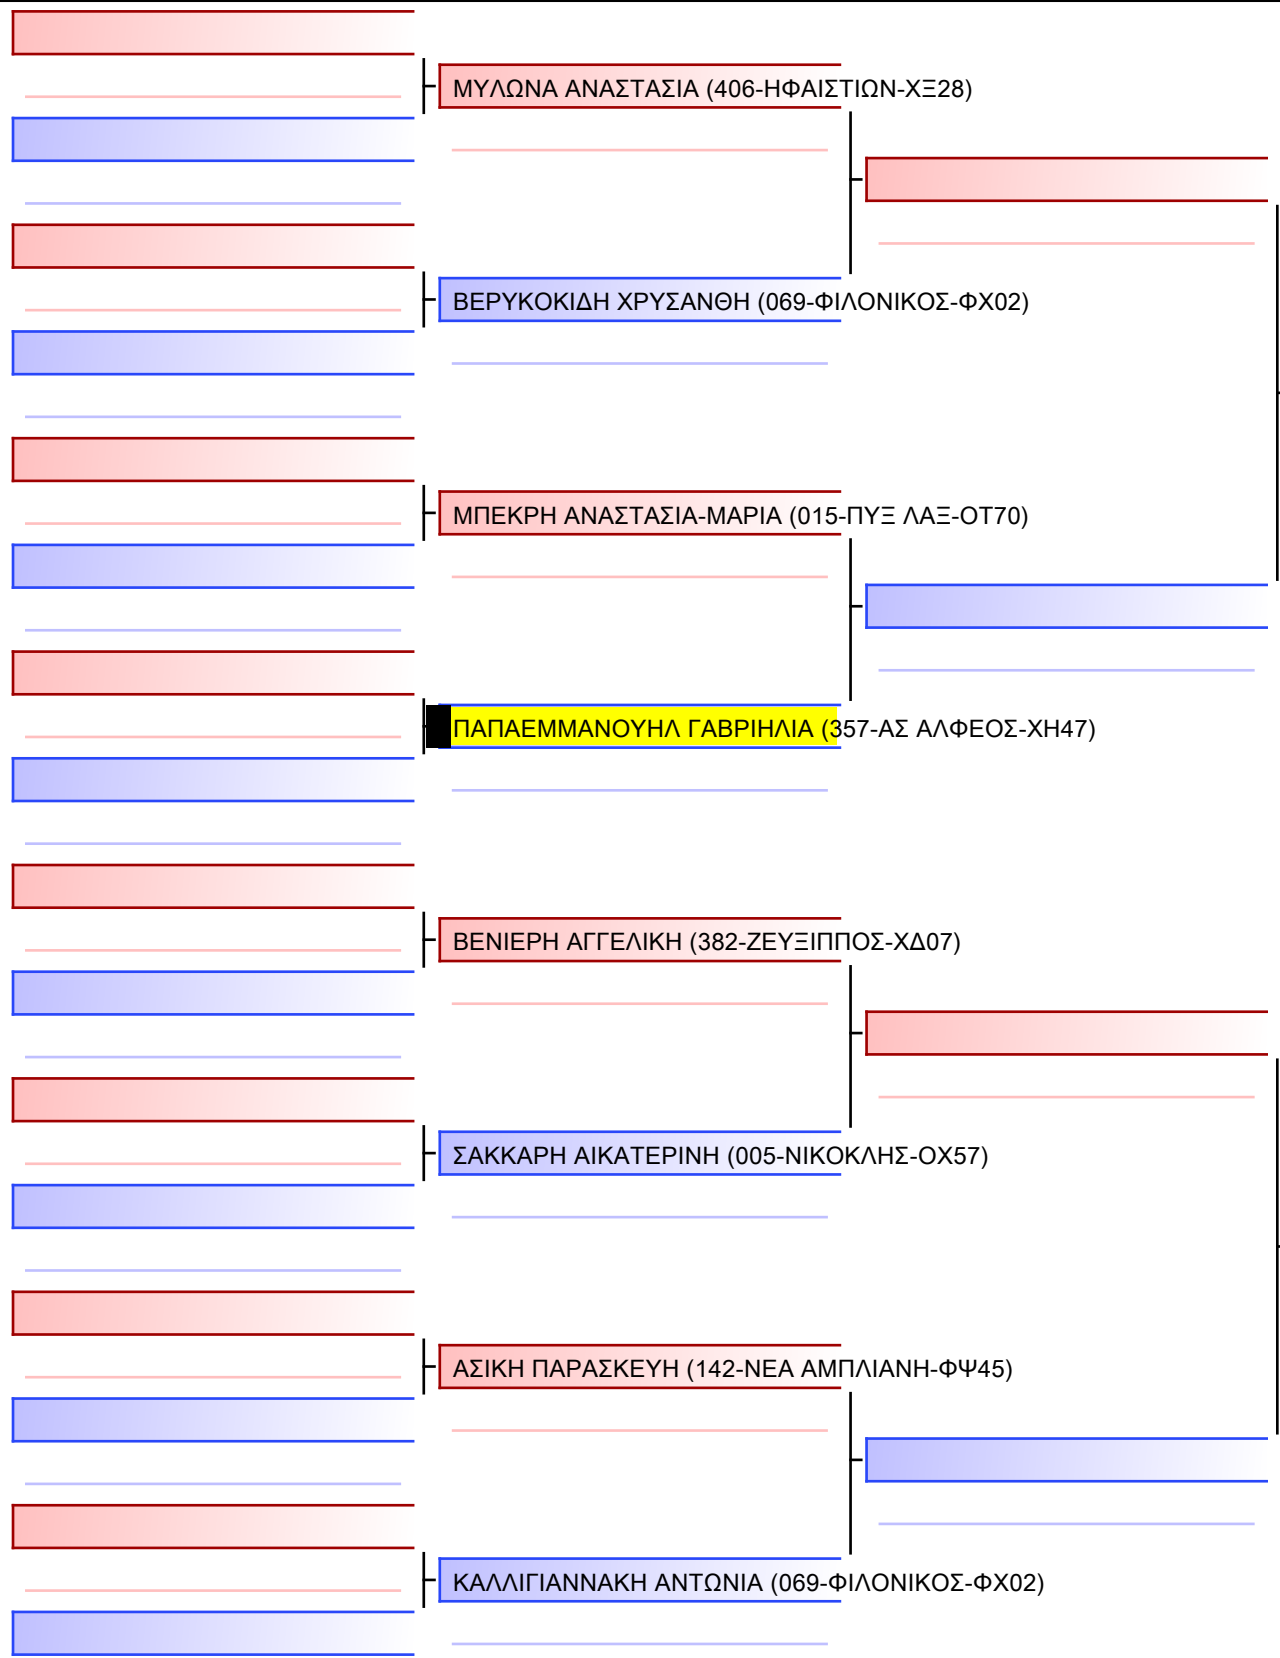 ΜΥΛΩΝΑ ΑΝΑΣΤΑΣΙΑ (406-ΗΦΑΙΣΤΙΩΝ-ΧΞ28)
ΒΕΡΥΚΟΚΙΔΗ ΧΡΥΣΑΝΘΗ (069-ΦΙΛΟΝΙΚΟΣ-ΦΧ02)
ΜΠΕΚΡΗ ΑΝΑΣΤΑΣΙΑ-ΜΑΡΙΑ (015-ΠΥΞ ΛΑΞ-ΟΤ70)
ΠΑΠΑΕΜΜΑΝΟΥΗΛ ΓΑΒΡΙΗΛΙΑ (357-ΑΣ ΑΛΦΕΟΣ-ΧΗ47)
ΒΕΝΙΕΡΗ ΑΓΓΕΛΙΚΗ (382-ΖΕΥΞΙΠΠΟΣ-ΧΔ07)
ΣΑΚΚΑΡΗ ΑΙΚΑΤΕΡΙΝΗ (005-ΝΙΚΟΚΛΗΣ-ΟΧ57)
ΑΣΙΚΗ ΠΑΡΑΣΚΕΥΗ (142-ΝΕΑ ΑΜΠΛΙΑΝΗ-ΦΨ45)
ΚΑΛΛΙΓΙΑΝΝΑΚΗ ΑΝΤΩΝΙΑ (069-ΦΙΛΟΝΙΚΟΣ-ΦΧ02)